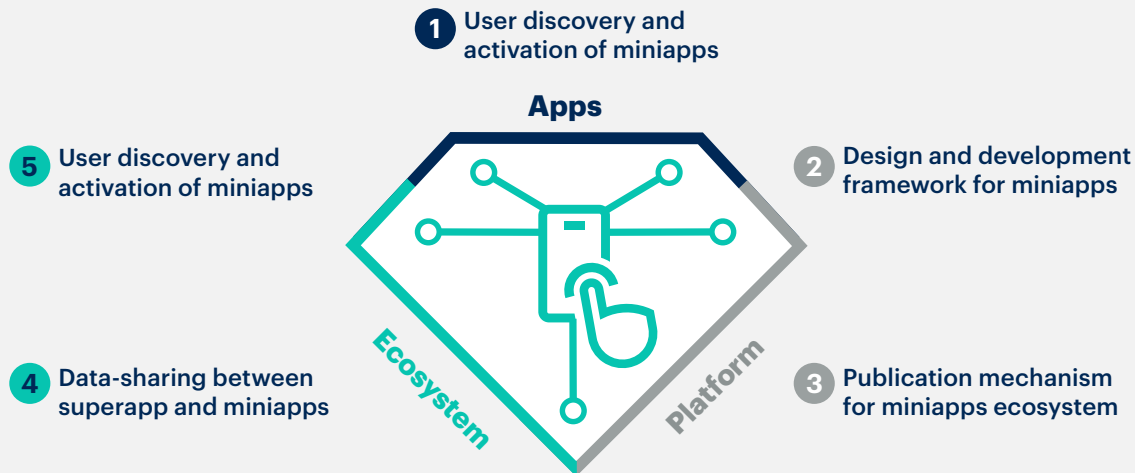 1 User discovery and
activation of miniapps
Apps
5 User discovery and
activation of miniapps
2 Design and development
framework for miniapps
Ecosystem
Platform
4 Data-sharing between
superapp and miniapps
3 Publication mechanism
for miniapps ecosystem